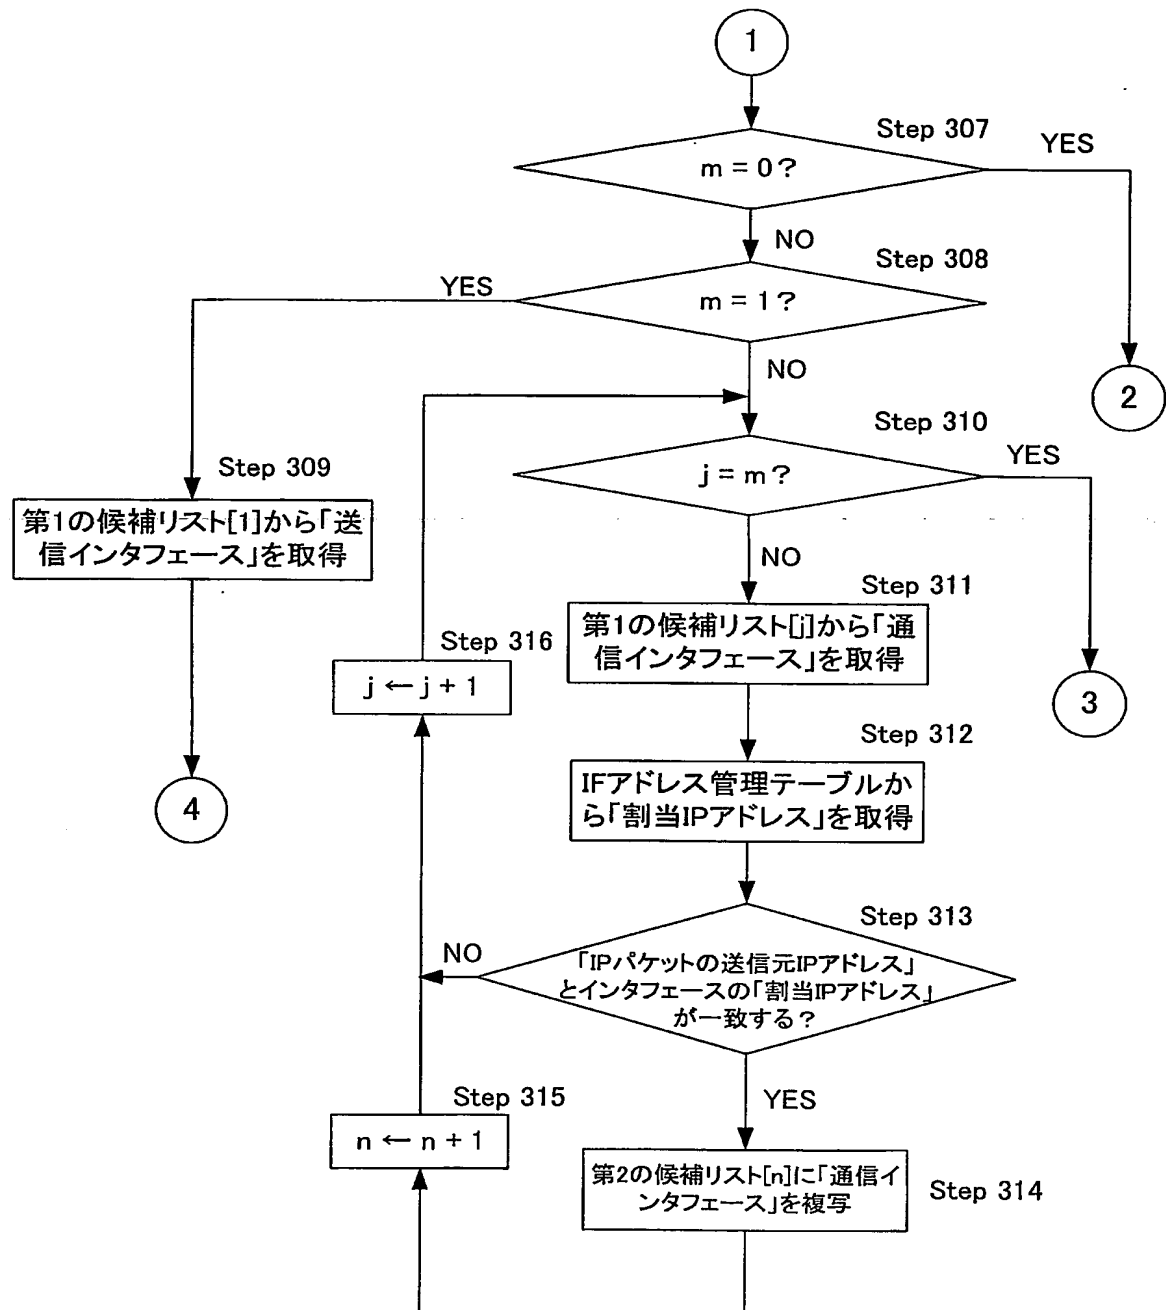 1
Step 307
YES
m = 0?
NO
Step 308
YES
m = 1?
NO
2
Step 310
YES
j = m?
Step 309
第1の候補リスト[1]から「送
信インタフェース」を取得
NO
Step 311
第1の候補リスト[j]から「通
信インタフェース」を取得
Step 316
j ← j + 1
3
Step 312
IFアドレス管理テーブルか
ら「割当IPアドレス」を取得
4
Step 313
NO
「IPパケットの送信元IPアドレス」
とインタフェースの「割当IPアドレス」
が一致する?
YES
Step 315
n ← n + 1
第2の候補リスト[n]に「通信イ
ンタフェース」を複写
Step 314